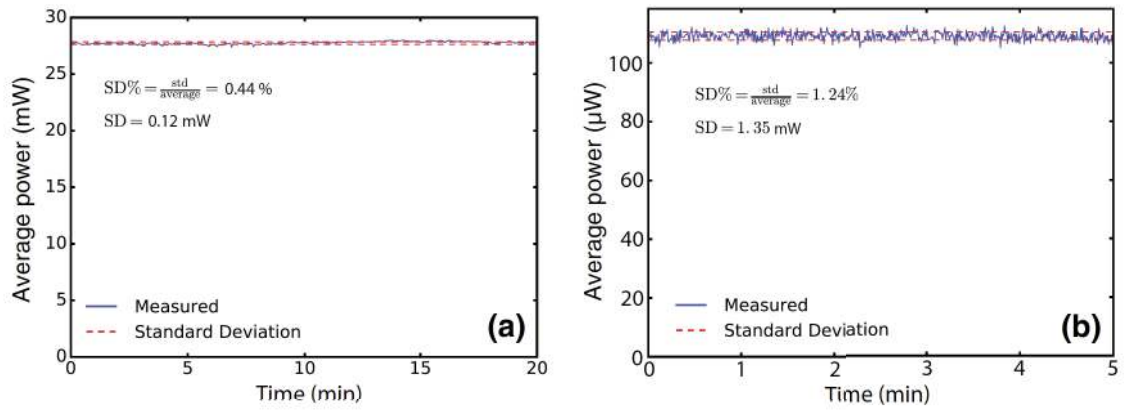 30
25
20
15
10
5
0
Average power (mW)
SD% = std/average = 0.44 %
SD = 0.12 mW
Measured
Standard Deviation
(a)
0 5 10 15 20
Time (min)
100
80
60
40
20
0
Average power (µW)
SD% = std/average = 1.24%
SD = 1.35 mW
Measured
Standard Deviation
(b)
0 1 2 3 4 5
Time (min)